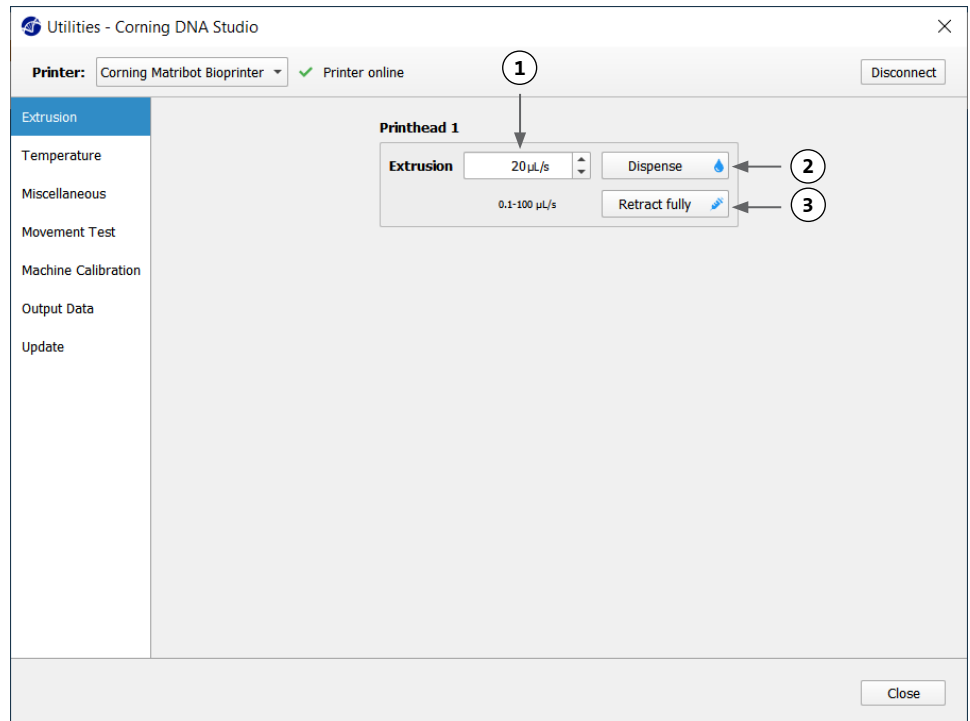 Utilities - Corning DNA Studio
Printer: Corning Matribot Bioprinter Printer online Disconnect
1
Extrusion
Temperature
Miscellaneous
Movement Test
Machine Calibration
Output Data
Update
Printhead 1
Extrusion 20µL/s Dispense 2
0.1-100 µL/s Retract fully 3
Close